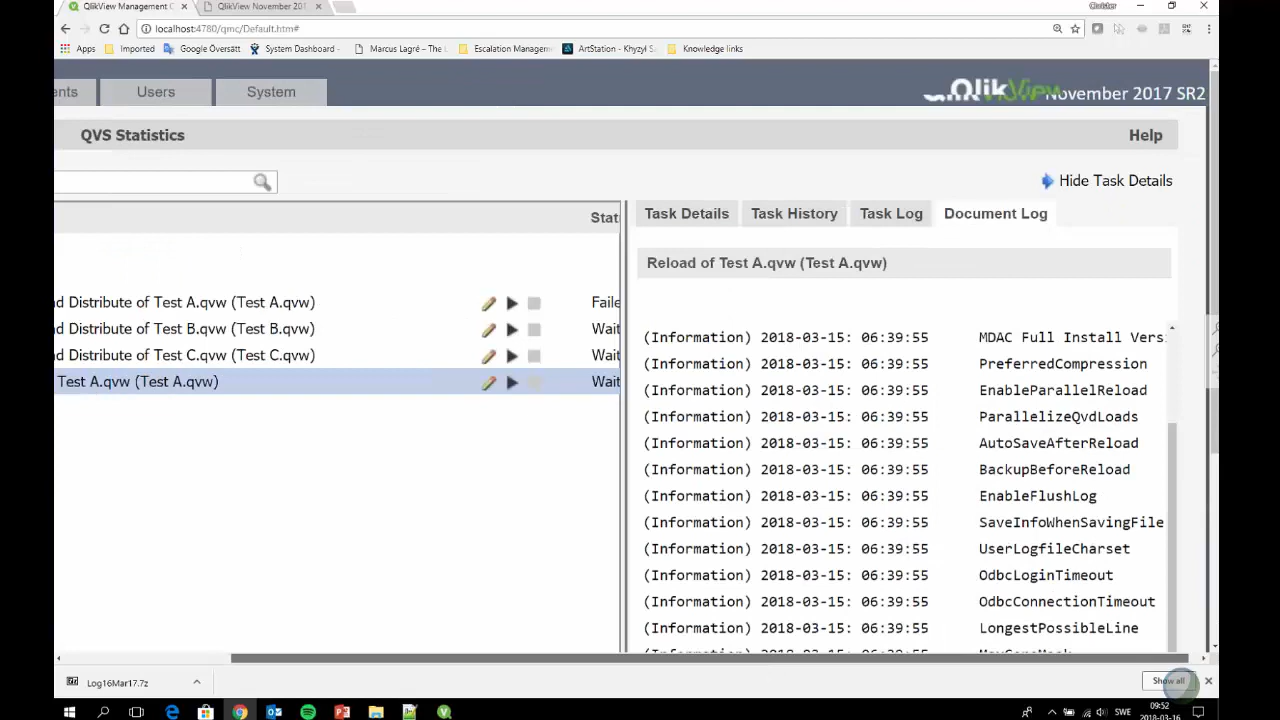 QlikView Management C
QlikView November 2017
localhost:4780/qmc/Default.htm#
Apps
Imported
Google Översätt
System Dashboard -
Marcus Lagré – The L
Escalation Managem
ArtStation - Khyzyl S
Knowledge links
ents
Users
System
QlikView
November 2017 SR2
QVS Statistics
Help
Hide Task Details
Stat
Task Details
Task History
Task Log
Document Log
Reload of Test A.qvw (Test A.qvw)
d Distribute of Test A.qvw (Test A.qvw)
Faile
d Distribute of Test B.qvw (Test B.qvw)
Wait
d Distribute of Test C.qvw (Test C.qvw)
Wait
Test A.qvw (Test A.qvw)
Wait
(Information) 2018-03-15: 06:39:55 MDAC Full Install Versi
(Information) 2018-03-15: 06:39:55 PreferredCompression
(Information) 2018-03-15: 06:39:55 EnableParallelReload
(Information) 2018-03-15: 06:39:55 ParallelizeQvdLoads
(Information) 2018-03-15: 06:39:55 AutoSaveAfterReload
(Information) 2018-03-15: 06:39:55 BackupBeforeReload
(Information) 2018-03-15: 06:39:55 EnableFlushLog
(Information) 2018-03-15: 06:39:55 SaveInfoWhenSavingFile
(Information) 2018-03-15: 06:39:55 UserLogfileCharset
(Information) 2018-03-15: 06:39:55 OdbcLoginTimeout
(Information) 2018-03-15: 06:39:55 OdbcConnectionTimeout
(Information) 2018-03-15: 06:39:55 LongestPossibleLine
Log16Mar17.7z
Show all
SWE
09:52
2018-03-16